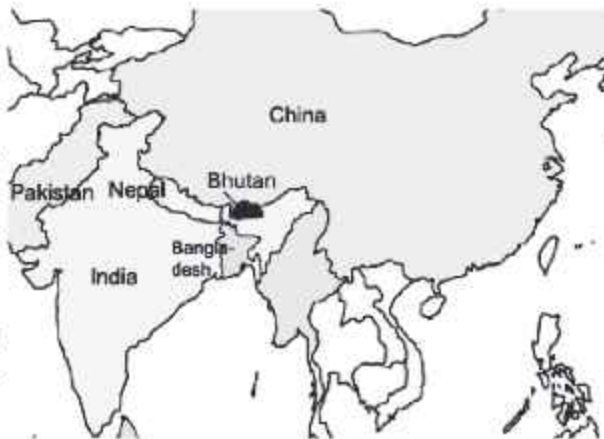 China
Pakistan
Nepal
Bhutan
Bangla-
desh
India